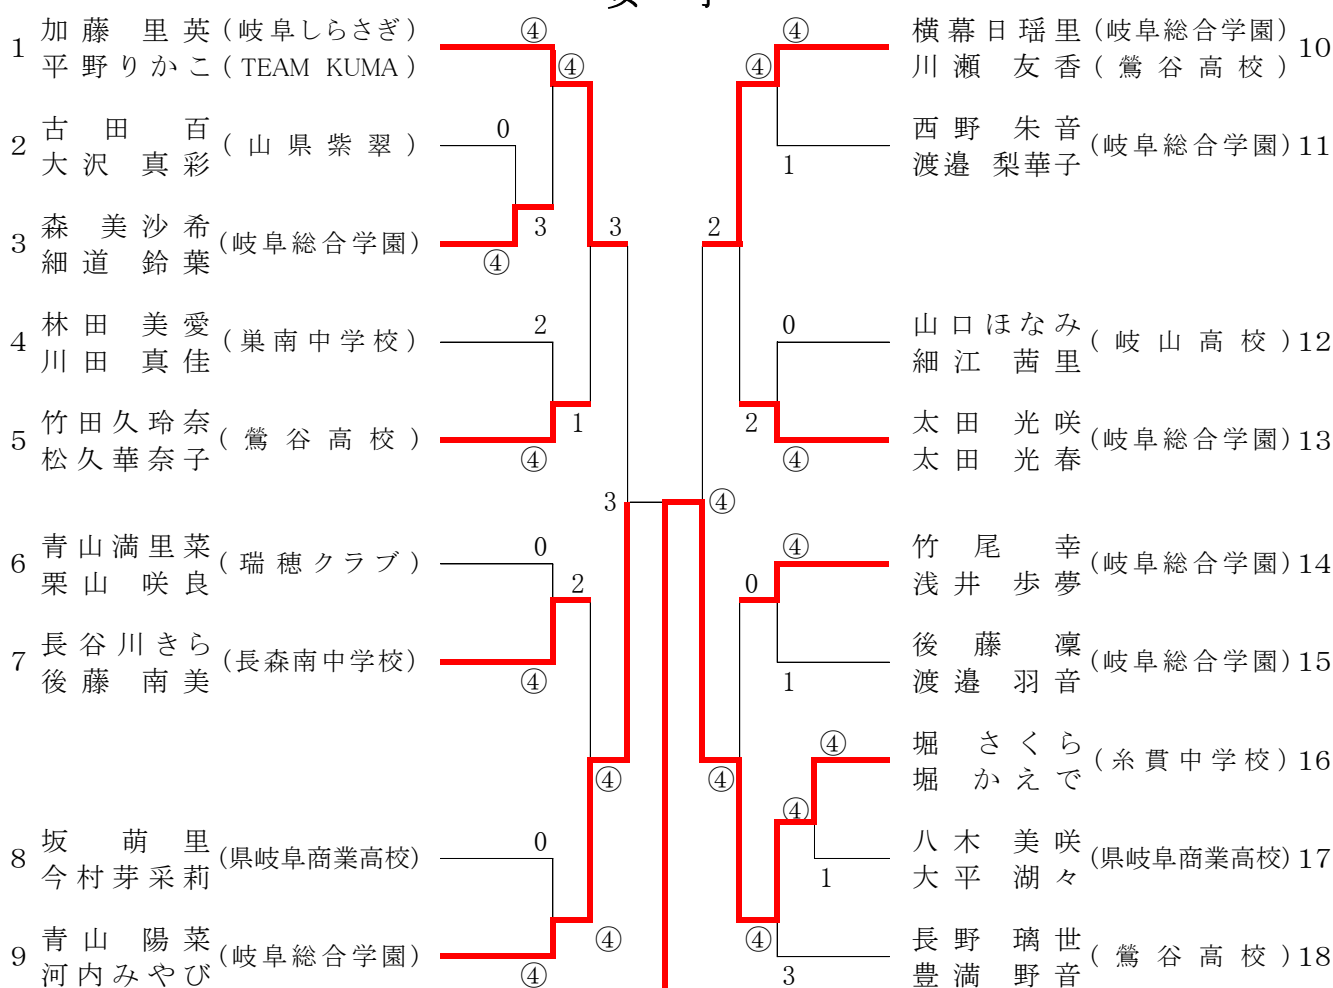 女 子
1 加藤 里英 (岐阜しらさぎ)
平野りかこ (TEAM KUMA)
④
④
2 古田 百
大沢 真彩 (山県紫翠)
0
3 森 美沙希
細道 鈴葉 (岐阜総合学園)
④
3
3
4 林田 美愛
川田 真佳 (巣南中学校)
2
5 竹田久玲奈
松久華奈子 (鶯谷高校)
④
1
3
6 青山満里菜
栗山 咲良 (瑞穂クラブ)
0
2
7 長谷川きら
後藤 南美 (長森南中学校)
④
④
8 坂 萌里
今村芽采莉 (県岐阜商業高校)
0
9 青山 陽菜
河内みやび (岐阜総合学園)
④
④
④
④
横幕日瑶里 (岐阜総合学園)
川瀬 友香 (鶯谷高校) 10
1
西野 朱音
渡邉 梨華子 (岐阜総合学園) 11
2
0
山口ほなみ
細江 茜里 (岐山高校) 12
2
④
太田 光咲
太田 光春 (岐阜総合学園) 13
④
④
0
竹尾 幸
浅井 歩夢 (岐阜総合学園) 14
1
後藤 凜
渡邉 羽音 (岐阜総合学園) 15
④
④
④
堀 さくら
堀 かえで (糸貫中学校) 16
1
八木 美咲
大平 湖々 (県岐阜商業高校) 17
④
3
長野 璃世
豊満 野音 (鶯谷高校) 18